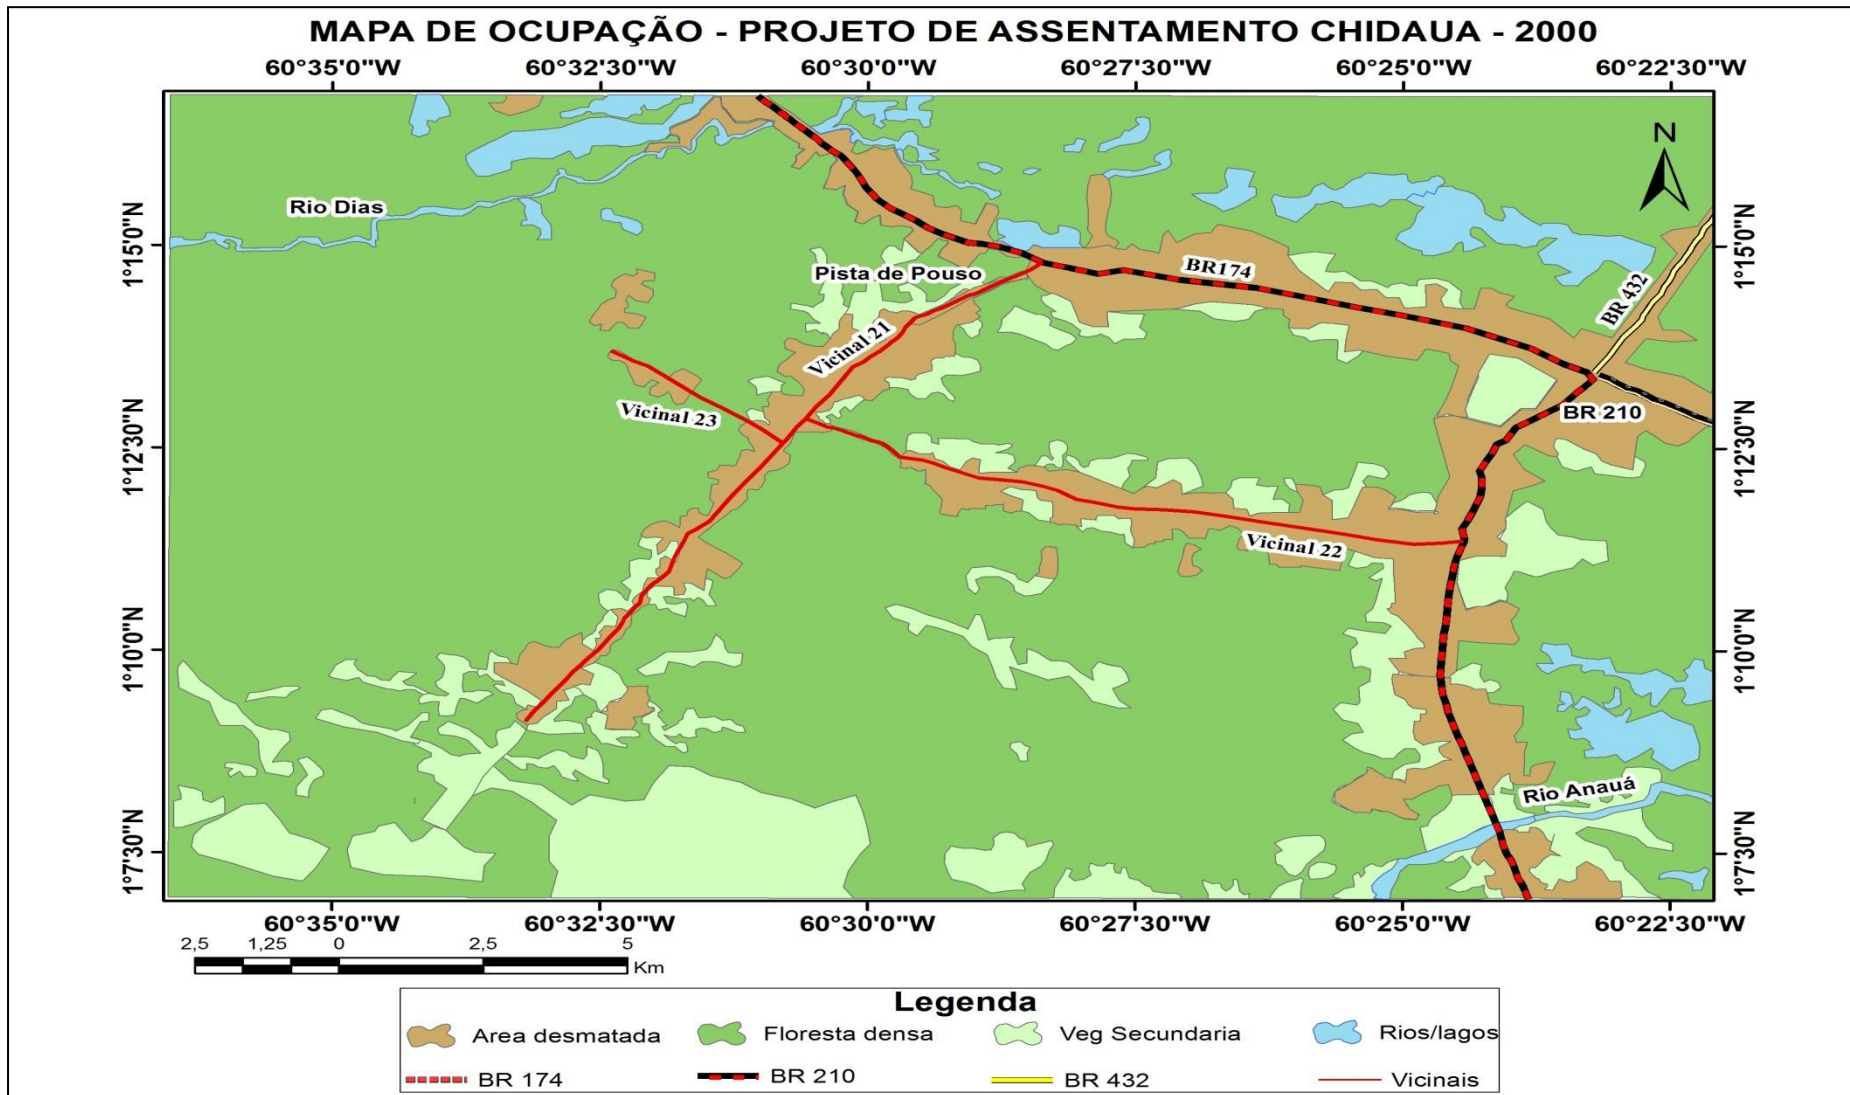 MAPA DE OCUPAÇÃO - PROJETO DE ASSENTAMENTO CHIDAUA - 2000
60°35'0"W 60°32'30"W 60°30'0"W 60°27'30"W 60°25'0"W 60°22'30"W
N
Rio Dias
1°15'0"N
1°15'0"N
Pista de Pouso
BR174
BR 432
Vicinal 21
Vicinal 23
BR 210
1°12'30"N
1°12'30"N
Vicinal 22
1°10'0"N
1°10'0"N
Rio Anauá
1°7'30"N
1°7'30"N
60°35'0"W 60°32'30"W 60°30'0"W 60°27'30"W 60°25'0"W 60°22'30"W
2,5 1,25 0 2,5 5
Km
Legenda
Area desmatada Floresta densa Veg Secundaria Rios/lagos
BR 174 BR 210 BR 432 Vicinais